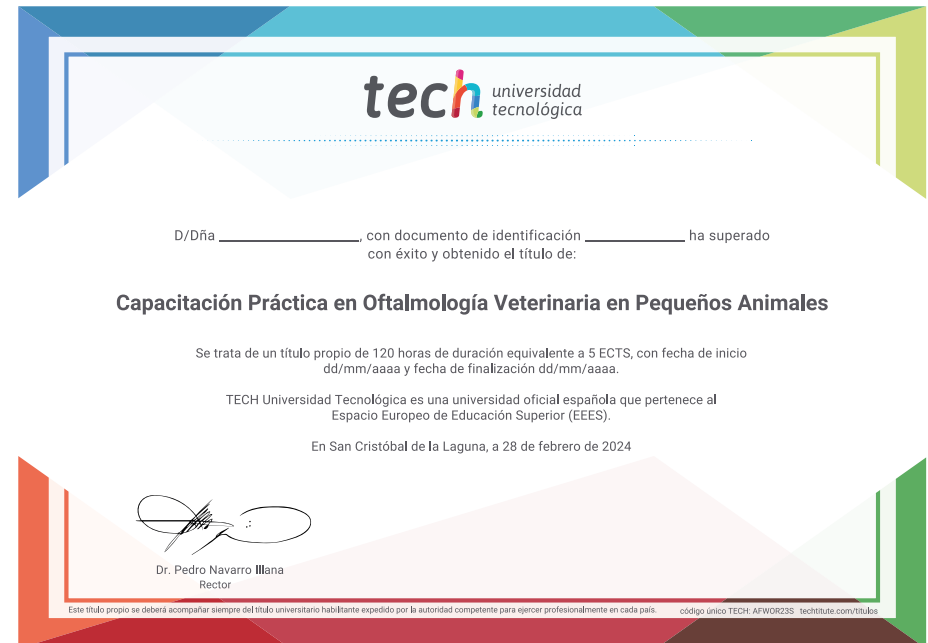 tech universidad
tecnológica
D/Dña ______________, con documento de identificación __________ ha superado
con éxito y obtenido el título de:
Capacitación Práctica en Oftalmología Veterinaria en Pequeños Animales
Se trata de un título propio de 120 horas de duración equivalente a 5 ECTS, con fecha de inicio
dd/mm/aaaa y fecha de finalización dd/mm/aaaa.
TECH Universidad Tecnológica es una universidad oficial española que pertenece al
Espacio Europeo de Educación Superior (EEES).
En San Cristóbal de la Laguna, a 28 de febrero de 2024
Dr. Pedro Navarro Illana
Rector
Este título propio se deberá acompañar siempre del título universitario habilitante expedido por la autoridad competente para ejercer profesionalmente en cada país. código único TECH: AFWOR23S techtitute.com/titulos